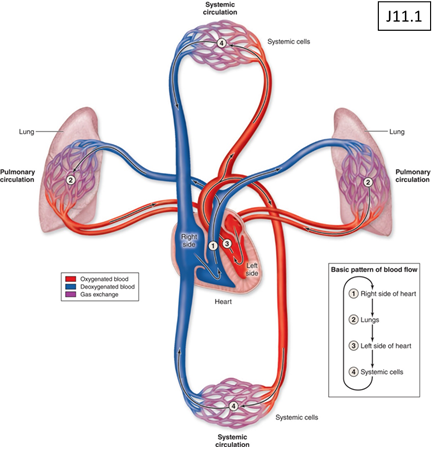 J11.1
Systemic
circulation
4
Systemic cells
Lung
Lung
Pulmonary
circulation
2
Pulmonary
circulation
2
Right
side
1
3
Left
side
Heart
Oxygenated blood
Deoxygenated blood
Gas exchange
Basic pattern of blood flow
1 Right side of heart
2 Lungs
3 Left side of heart
4 Systemic cells
4
Systemic cells
Systemic
circulation